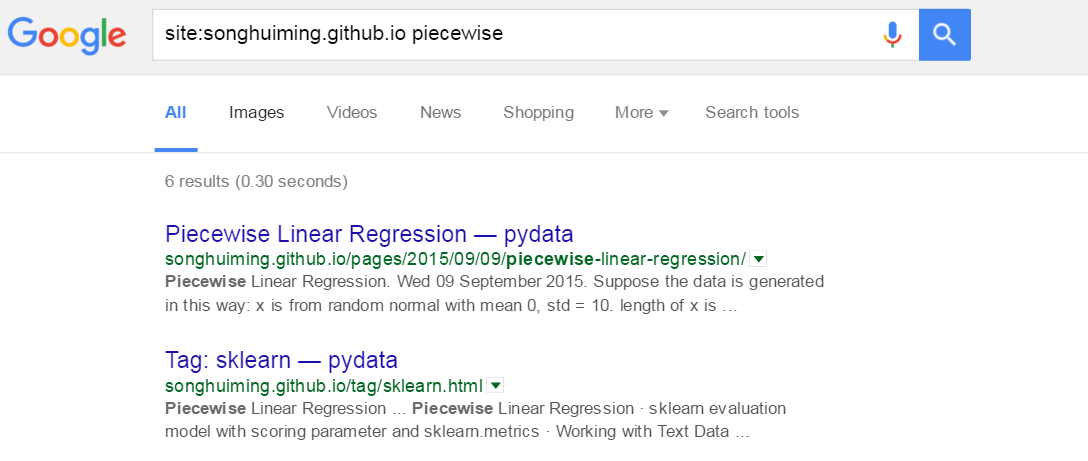 Google
site:songhuiming.github.io piecewise
All Images Videos News Shopping More Search tools
6 results (0.30 seconds)
Piecewise Linear Regression — pydata
songhuiming.github.io/pages/2015/09/09/piecewise-linear-regression/
Piecewise Linear Regression. Wed 09 September 2015. Suppose the data is generated
in this way: x is from random normal with mean 0, std = 10. length of x is ...
Tag: sklearn — pydata
songhuiming.github.io/tag/sklearn.html
Piecewise Linear Regression ... Piecewise Linear Regression · sklearn evaluation
model with scoring parameter and sklearn.metrics · Working with Text Data ...